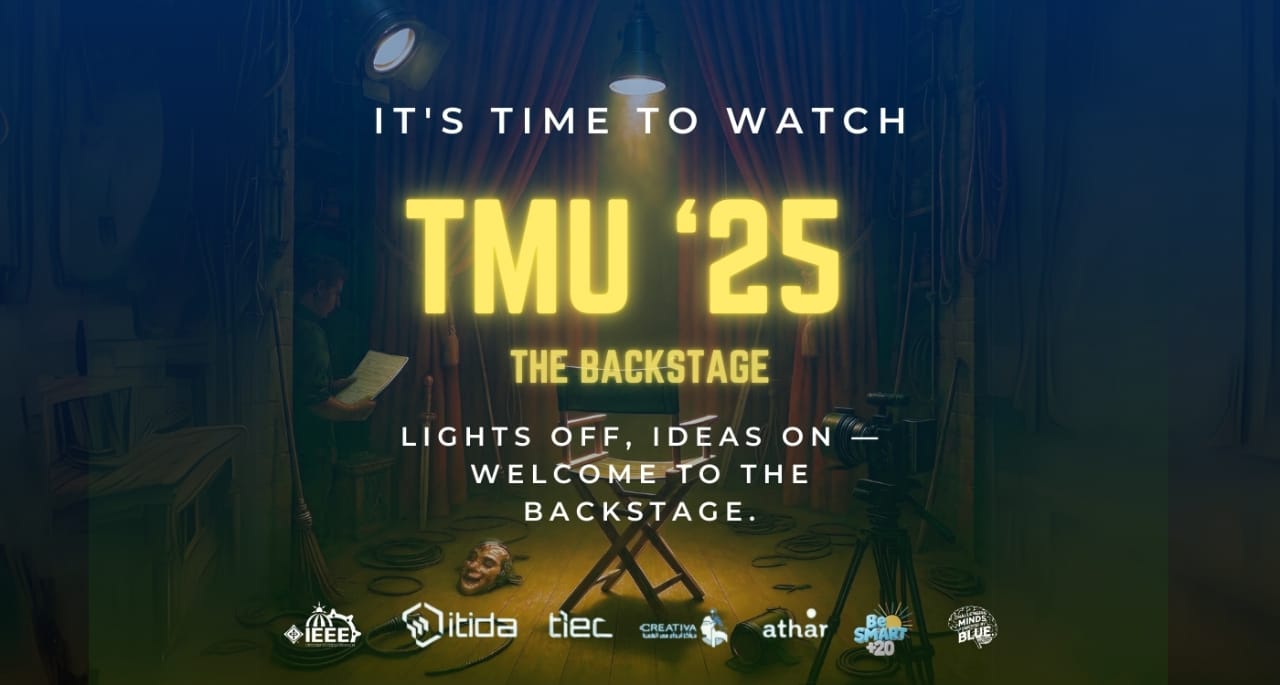 IT'S TIME TO WATCH
TMU ‘25
THE BACKSTAGE
LIGHTS OFF, IDEAS ON —
WELCOME TO THE
BACKSTAGE.
IEEE
itida
tiec
CREATIVA
athar
Be
SMART
+20
MINDS
BLUE